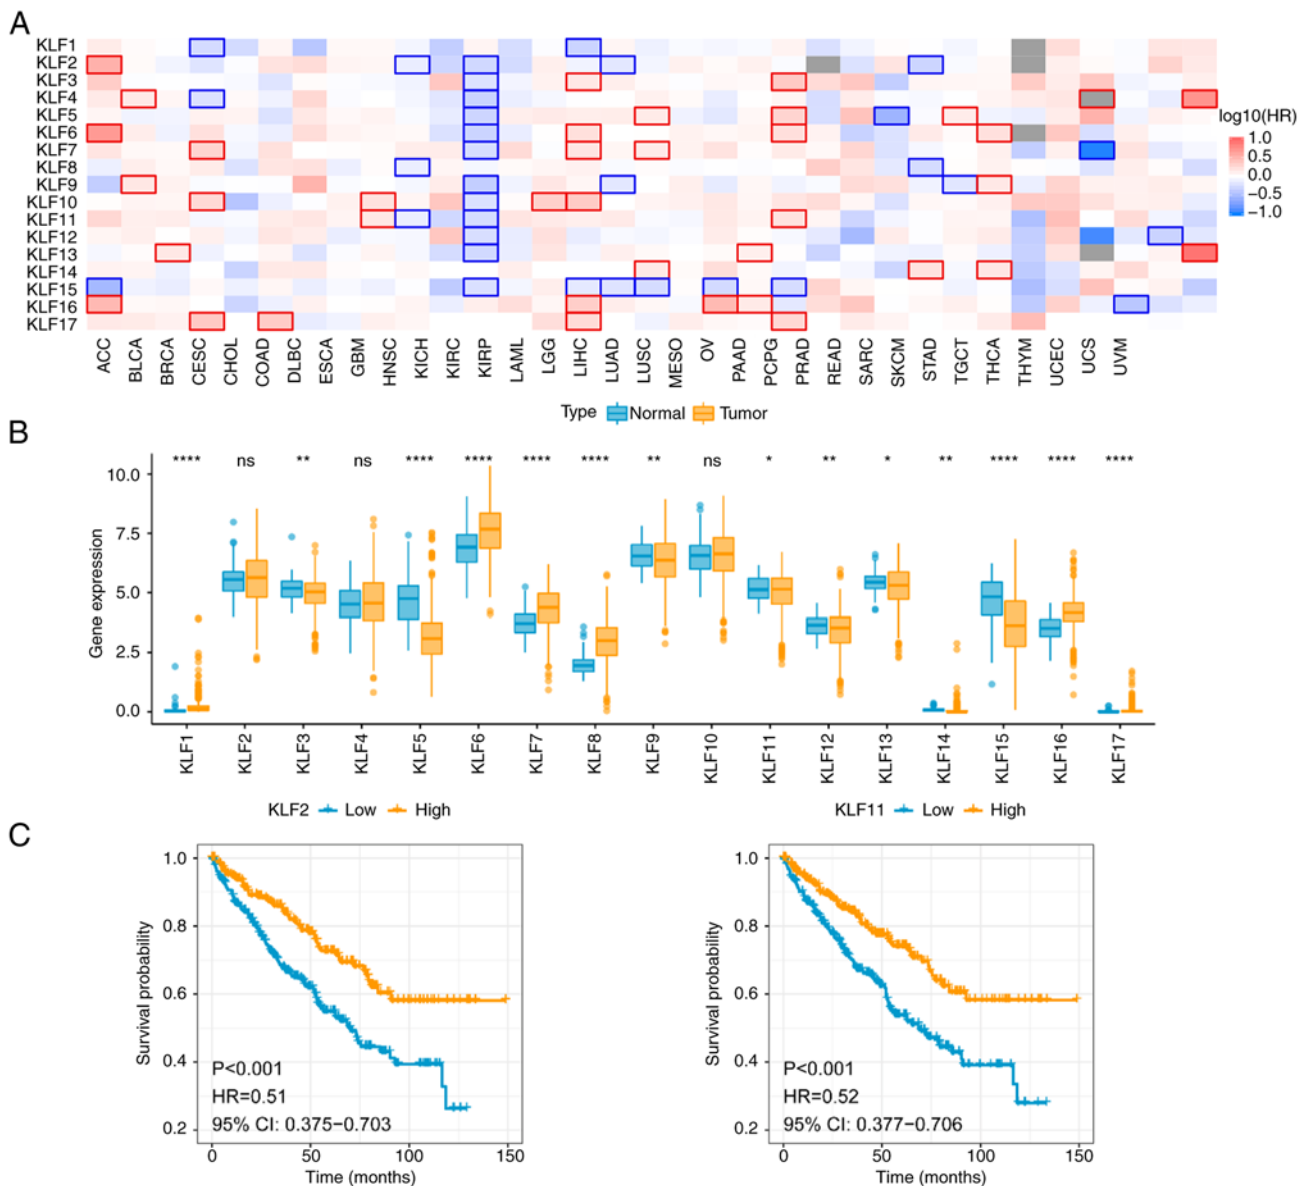 A
KLF1
KLF2
KLF3
KLF4
KLF5
KLF6
KLF7
KLF8
KLF9
KLF10
KLF11
KLF12
KLF13
KLF14
KLF15
KLF16
KLF17
log10(HR)
1.0
0.5
0
−0.5
−1.0
ACC
BLCA
BRCA
CESC
CHOL
COAD
DLBC
ESCA
GBM
HNSC
KICH
KIRC
KIRP
LAML
LGG
LIHC
LUAD
LUSC
MESO
OV
PAAD
PCPG
PRAD
READ
SARC
SKCM
STAD
TGCT
THCA
THYM
UCEC
UCS
UVM
Type Normal Tumor
B
**** ns ** ns **** **** **** **** ** ns * ** * ** **** **** ****
Gene expression
10.0
7.5
5.0
2.5
0.0
KLF1
KLF2
KLF3
KLF4
KLF5
KLF6
KLF7
KLF8
KLF9
KLF10
KLF11
KLF12
KLF13
KLF14
KLF15
KLF16
KLF17
C
KLF2 Low High
Survival probability
1.0
0.8
0.6
0.4
0.2
P<0.001
HR=0.51
95% CI: 0.375−0.703
0 50 100 150
Time (months)
KLF11 Low High
Survival probability
1.0
0.8
0.6
0.4
0.2
P<0.001
HR=0.52
95% CI: 0.377−0.706
0 50 100 150
Time (months)